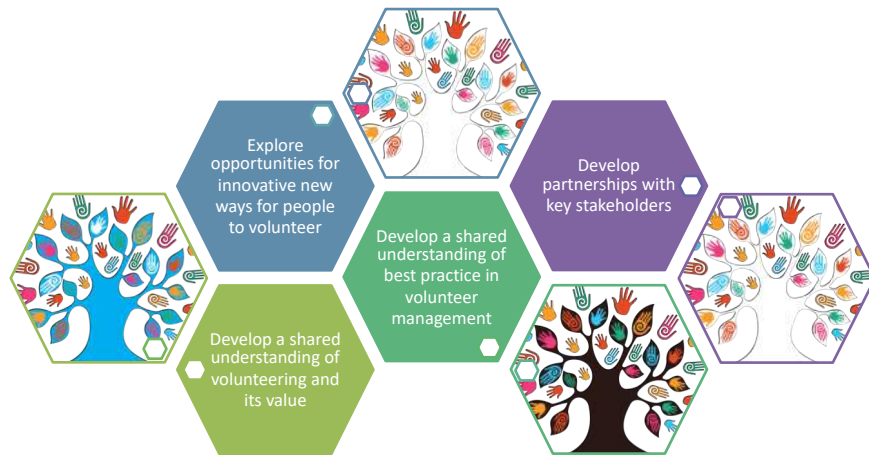 Explore
opportunities for
innovative new
ways for people
to volunteer
Develop
partnerships with
key stakeholders
Develop a shared
understanding of
best practice in
volunteer
management
Develop a shared
understanding of
volunteering and
its value